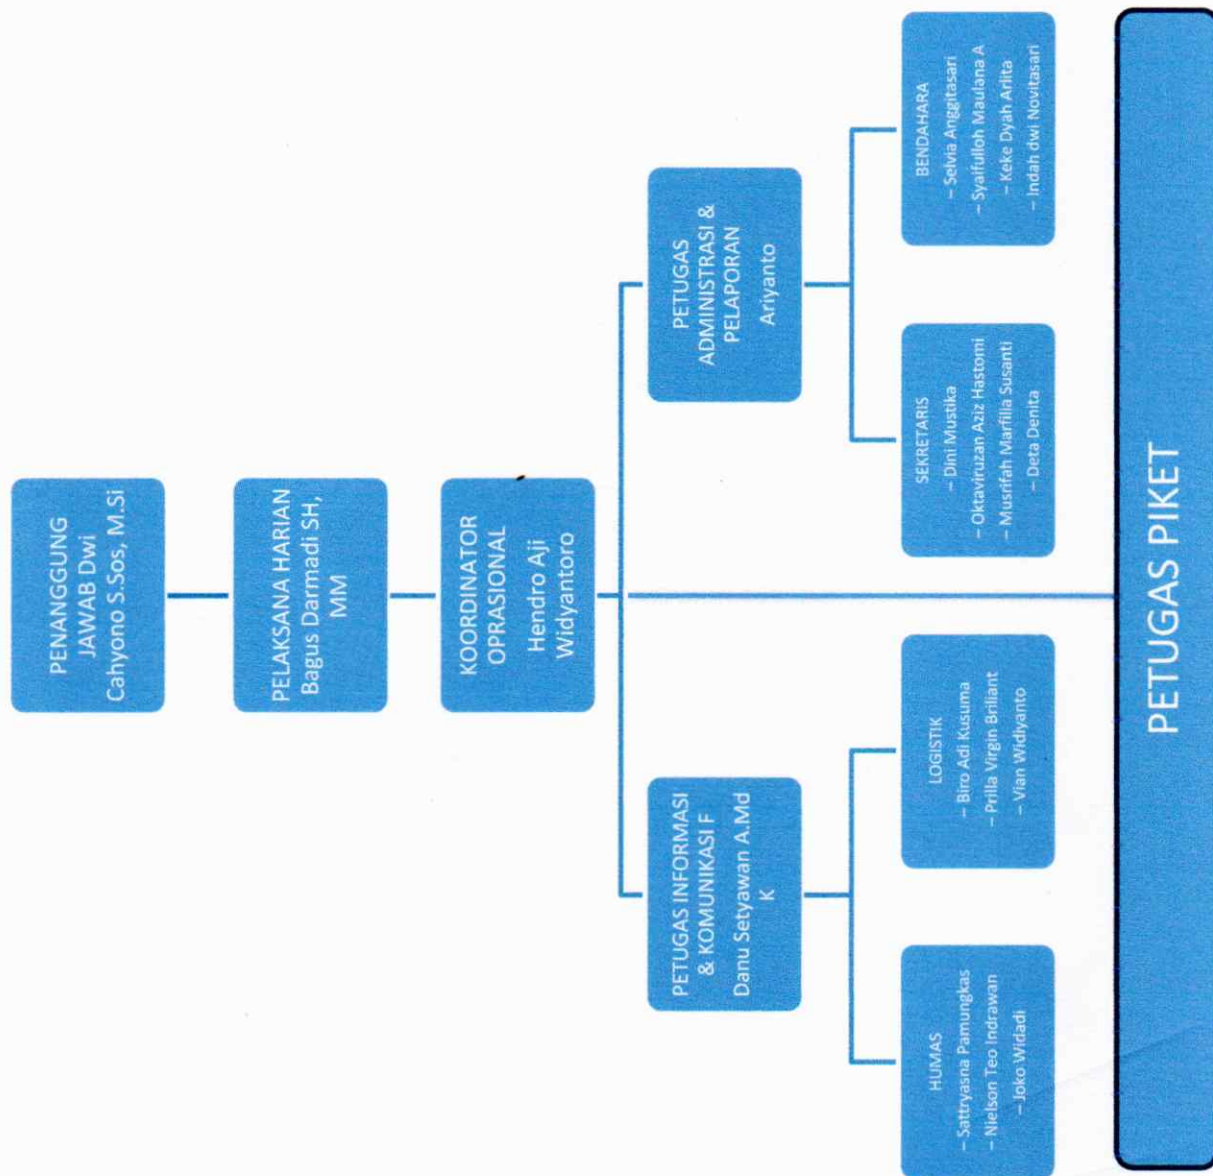 PENANGGUNG
JAWAB Dwi
Cahyono S.Sos, M.Si
PELAKSANA HARIAN
Bagus Darmadi SH,
MM
KOORDINATOR
OPRASIONAL
Hendro Aji
Widyantoro
PETUGAS INFORMASI
& KOMUNIKASI F
Danu Setyawan A.Md
K
PETUGAS
ADMINISTRASI &
PELAPORAN
Ariyanto
HUMAS
– Sattryasna Pamungkas
– Nielson Teo Indrawan
– Joko Widadi
LOGISTIK
– Biro Adi Kusuma
– Prilla Virgin Briliant
– Vian Widiyanto
SEKRETARIS
– Dini Mustika
– Oktaviruzan Aziz Hastomi
– Musrifah Marfilia Susanti
– Deta Denita
BENDAHARA
– Selvia Anggitasari
– Syaifulloh Maulana A
– Keke Dyah Arlita
– Indah dwi Novitasari
PETUGAS PIKET